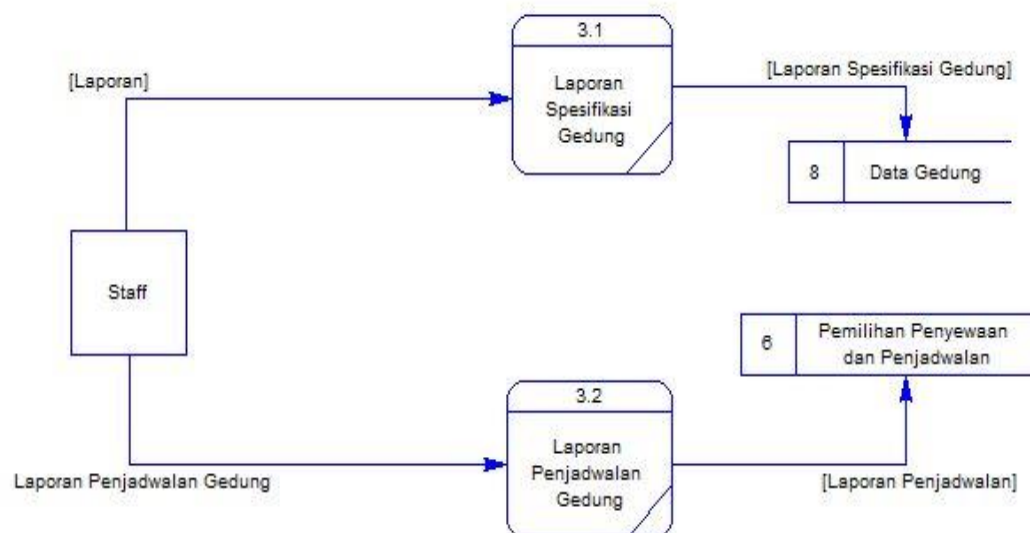 3.1
[Laporan]
Laporan
Spesifikasi
Gedung
[Laporan Spesifikasi Gedung]
8
Data Gedung
Staff
6
Pemilihan Penyewaan
dan Penjadwalan
3.2
Laporan
Penjadwalan
Gedung
Laporan Penjadwalan Gedung
[Laporan Penjadwalan]